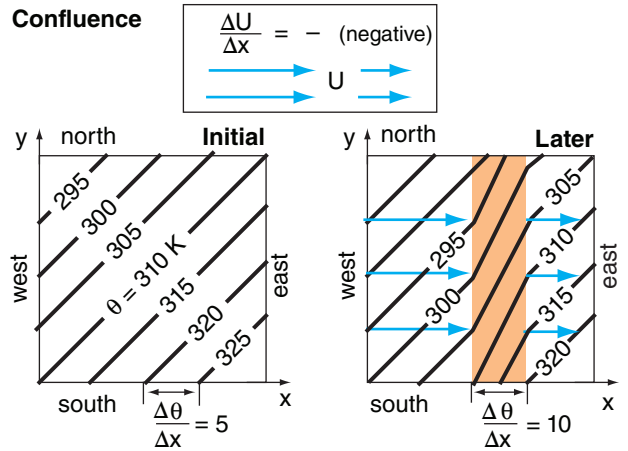 Confluence
ΔU/Δx = – (negative)
U
y north Initial
295
300
305
θ = 310 K
315
320
325
west
east
south x
Δθ/Δx = 5
y north Later
295
300
305
310
315
320
west
east
south x
Δθ/Δx = 10